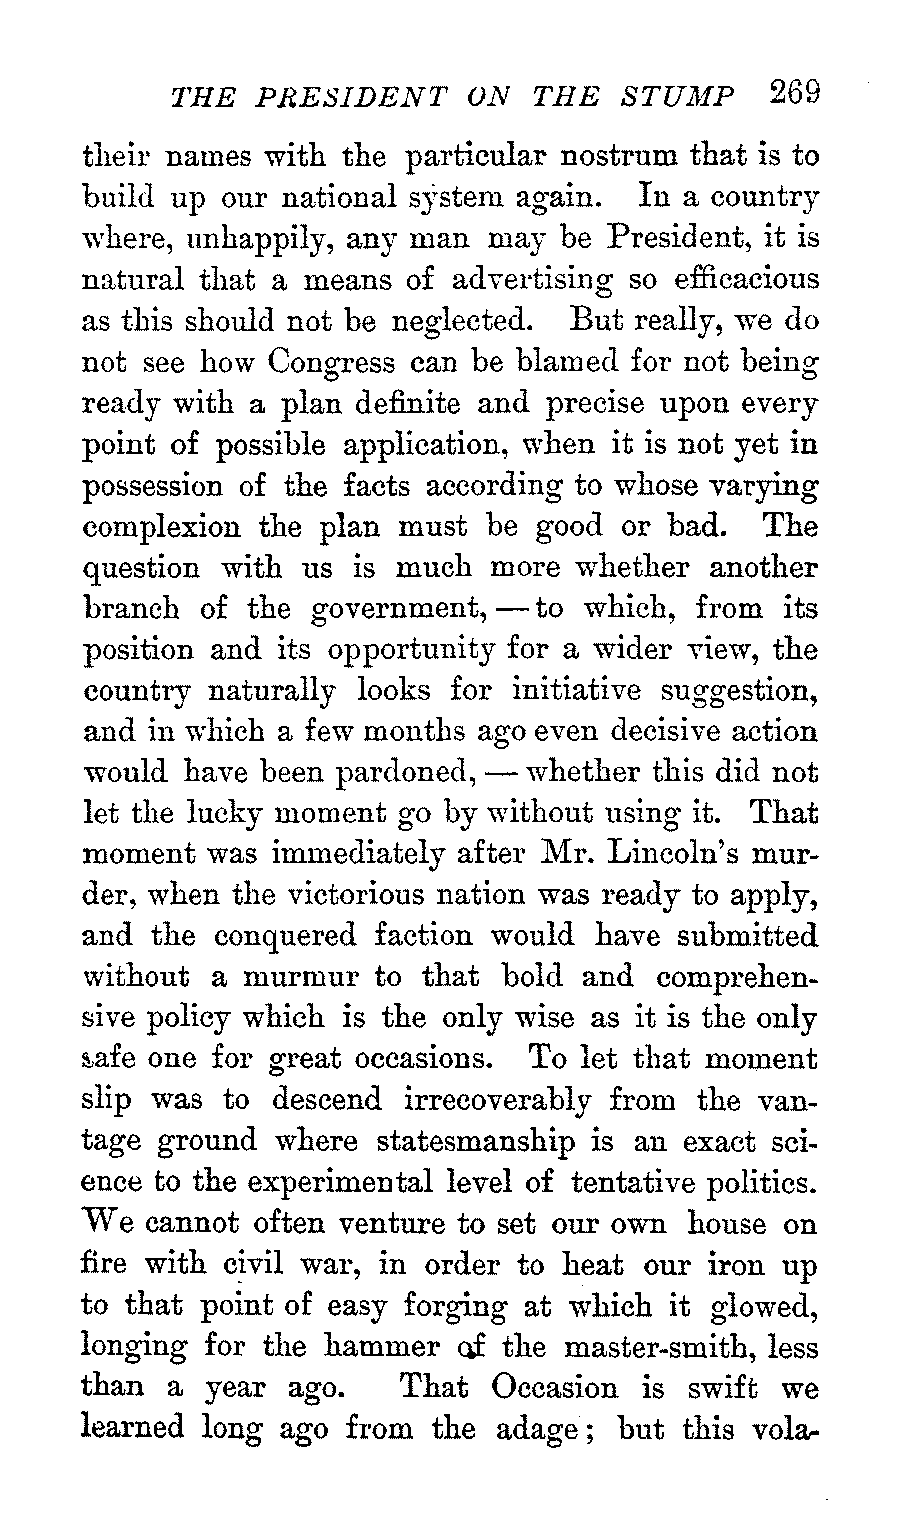 THE PRESIDENT ON THE STUMP 269
their names with the particular nostrum that is to
build up our national system again. In a country
where, unhappily, any man may be President, it is
natural that a means of advertising so efficacious
as this should not be neglected. But really, we do
not see how Congress can be blamed for not being
ready with a plan definite and precise upon every
point of possible application, when it is not yet in
possession of the facts according to whose varying
complexion the plan must be good or bad. The
question with us is much more whether another
branch of the government, — to which, from its
position and its opportunity for a wider view, the
country naturally looks for initiative suggestion,
and in which a few months ago even decisive action
would have been pardoned, — whether this did not
let the lucky moment go by without using it. That
moment was immediately after Mr. Lincoln's mur-
der, when the victorious nation was ready to apply,
and the conquered faction would have submitted
without a murmur to that bold and comprehen-
sive policy which is the only wise as it is the only
safe one for great occasions. To let that moment
slip was to descend irrecoverably from the van-
tage ground where statesmanship is an exact sci-
ence to the experimental level of tentative politics.
We cannot often venture to set our own house on
fire with civil war, in order to heat our iron up
to that point of easy forging at which it glowed,
longing for the hammer of the master-smith, less
than a year ago. That Occasion is swift we
learned long ago from the adage; but this vola-